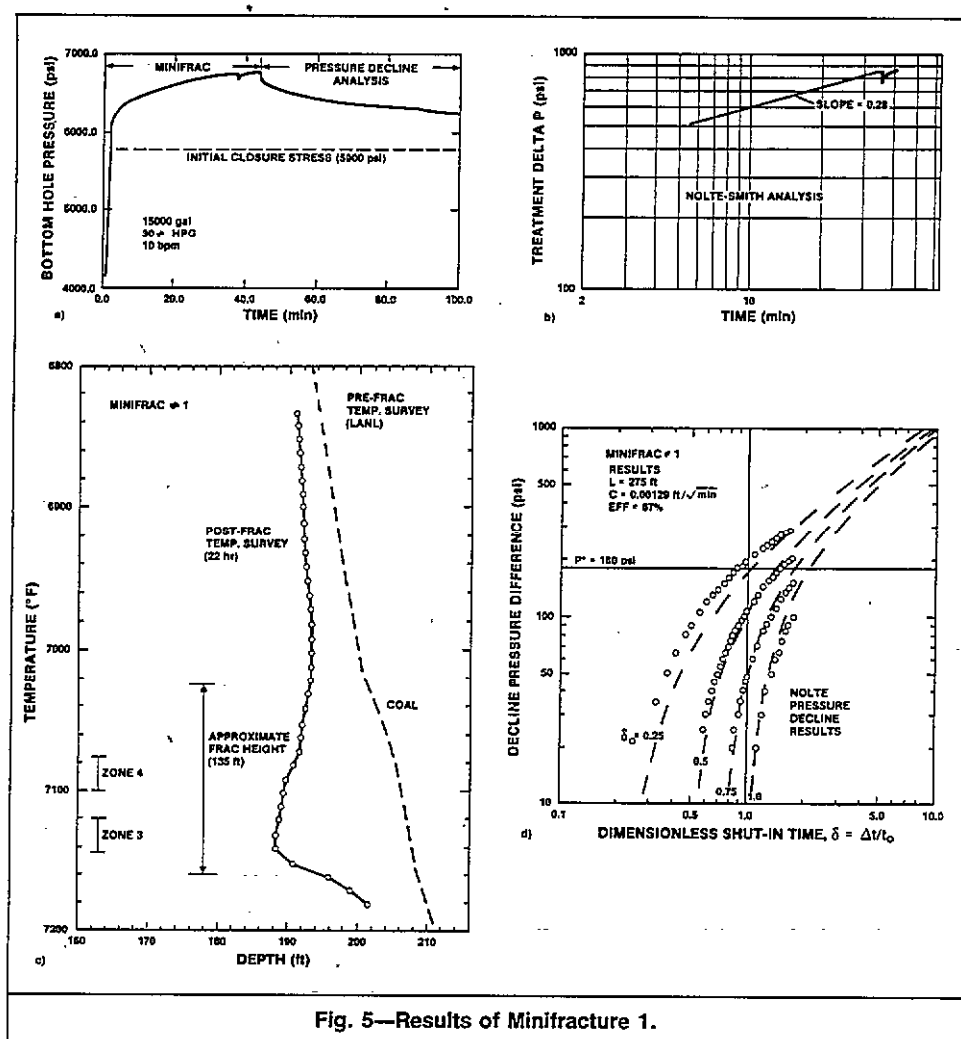 7000.0
6000.0
5000.0
4000.0
BOTTOM HOLE PRESSURE (psi)
MINIFRAC
PRESSURE DECLINE
ANALYSIS
INITIAL CLOSURE STRESS (5900 psi)
15000 gal
30# HPG
10 bpm
0.0 20.0 40.0 60.0 80.0 100.0
a)
TIME (min)
1000
100
TREATMENT DELTA P (psi)
SLOPE = 0.28
NOLTE-SMITH ANALYSIS
2 10
b)
TIME (min)
6800
6900
7000
7100
7200
TEMPERATURE (°F)
MINIFRAC # 1
PRE-FRAC
TEMP. SURVEY
(LANL)
POST-FRAC
TEMP. SURVEY
(22 hr)
COAL
APPROXIMATE
FRAC HEIGHT
(135 ft)
ZONE 4
ZONE 3
160 170 180 190 200 210
c)
DEPTH (ft)
1000
500
100
50
10
DECLINE PRESSURE DIFFERENCE (psi)
MINIFRAC # 1
RESULTS
L = 275 ft
C = 0.00129 ft/√min
EFF = 67%
P* = 180 psi
NOLTE
PRESSURE
DECLINE
RESULTS
= 0.25
0.5
0.75
1.0
0.1 0.5 1.0 5.0 10.0
d)
DIMENSIONLESS SHUT-IN TIME, δ = Δt/t₀
Fig. 5—Results of Minifracture 1.